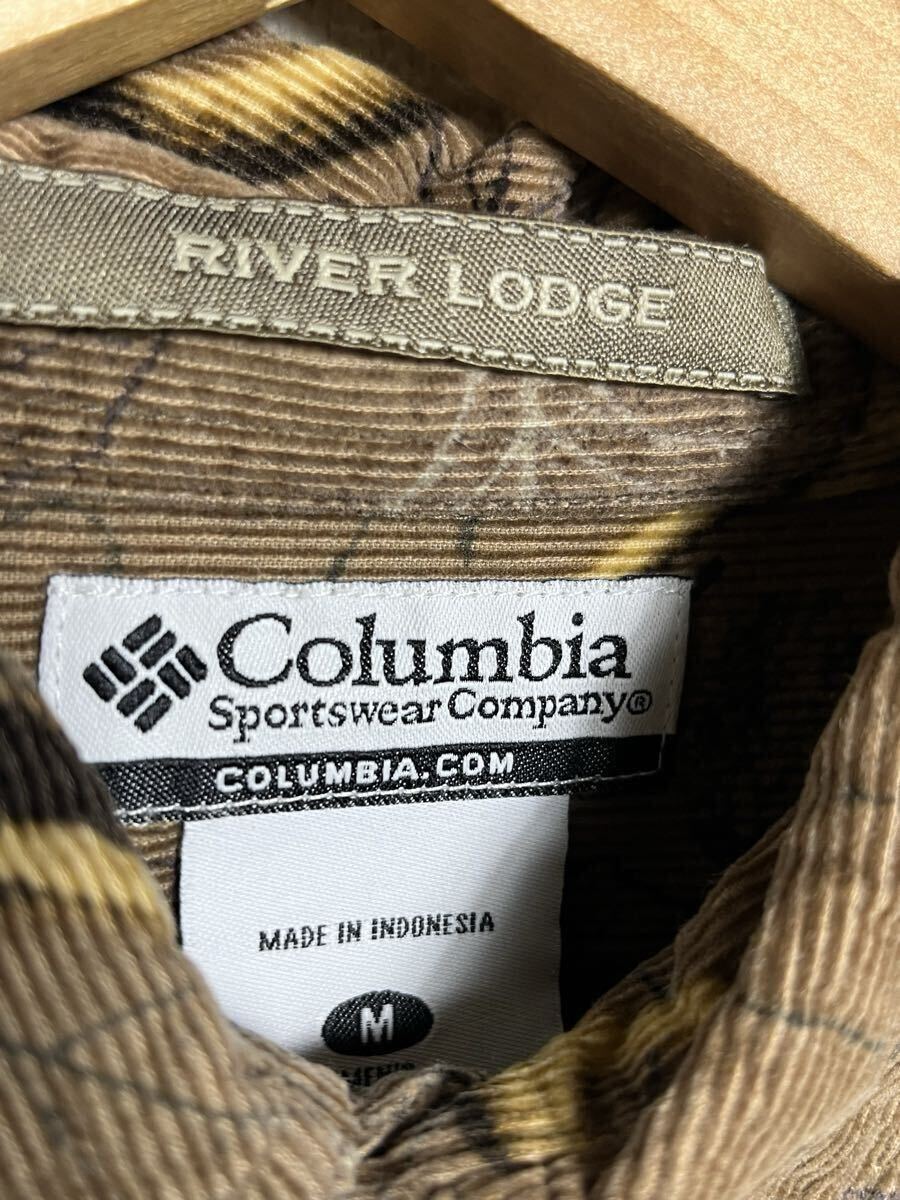 RIVER LODGE
Columbia
Sportswear Company®
COLUMBIA.COM
MADE IN INDONESIA
M